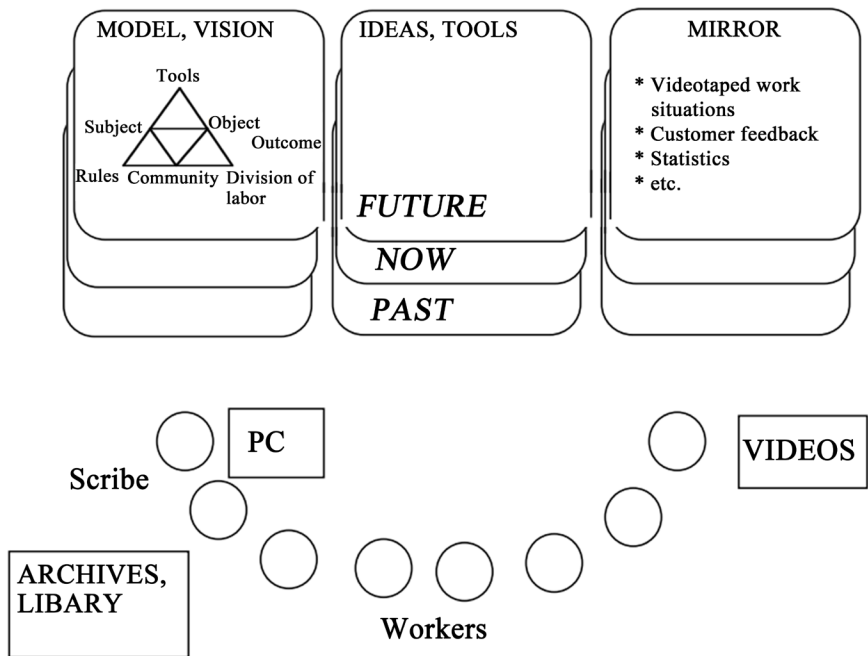 MODEL, VISION
Tools
Subject
Object
Outcome
Rules
Community
Division of
labor
IDEAS, TOOLS
FUTURE
NOW
PAST
MIRROR
* Videotaped work
situations
* Customer feedback
* Statistics
* etc.
PC
Scribe
VIDEOS
ARCHIVES,
LIBARY
Workers